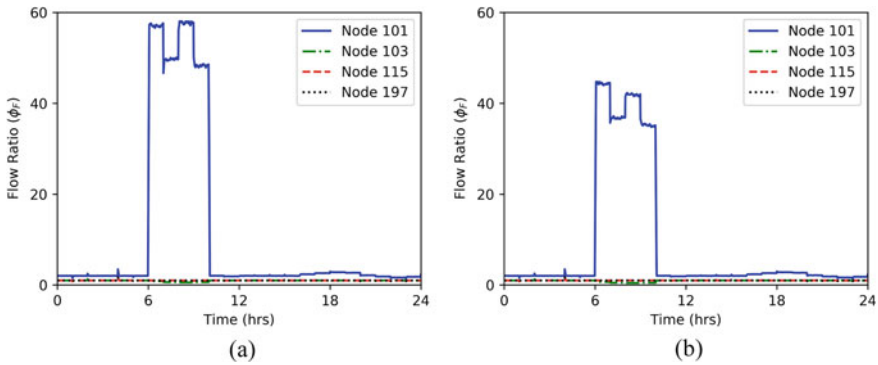 60
40
20
0
Flow Ratio (ϕF)
Node 101
Node 103
Node 115
Node 197
0 6 12 18 24
Time (hrs)
(a)
60
40
20
0
Flow Ratio (ϕF)
Node 101
Node 103
Node 115
Node 197
0 6 12 18 24
Time (hrs)
(b)